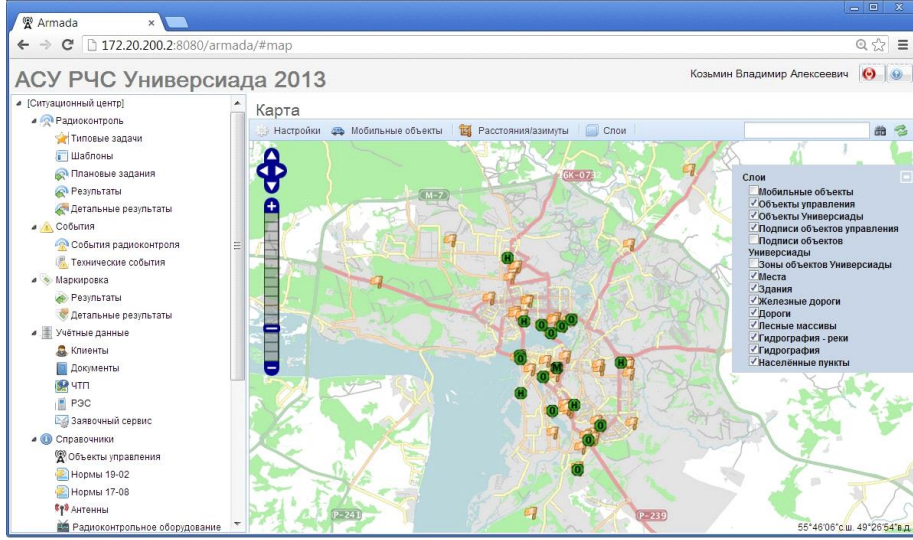 Armada
172.20.200.2:8080/armada/#map
АСУ РЧС Универсиада 2013
Козьмин Владимир Алексеевич
[Ситуационный центр]
Радиоконтроль
Типовые задачи
Шаблоны
Плановые задания
Результаты
Детальные результаты
События
События радиоконтроля
Технические события
Маркировка
Результаты
Детальные результаты
Учётные данные
Клиенты
Документы
ЧТП
РЭС
Заявочный сервис
Справочники
Объекты управления
Нормы 19-02
Нормы 17-08
Антенны
Радиоконтрольное оборудование
Карта
Настройки Мобильные объекты Расстояния/азимуты Слои
6K-0732
М-7
Р-241
Р-239
Н
Н О О
О О
О
М Н
О
Н
О Н
О
О
О
Слои
Мобильные объекты
Объекты управления
Объекты Универсиады
Подписи объектов управления
Подписи объектов
Универсиады
Зоны объектов Универсиады
Места
Здания
Железные дороги
Дороги
Лесные массивы
Гидрография - реки
Гидрография
Населённые пункты
55°46'06"с.ш. 49°26'54"в.д.